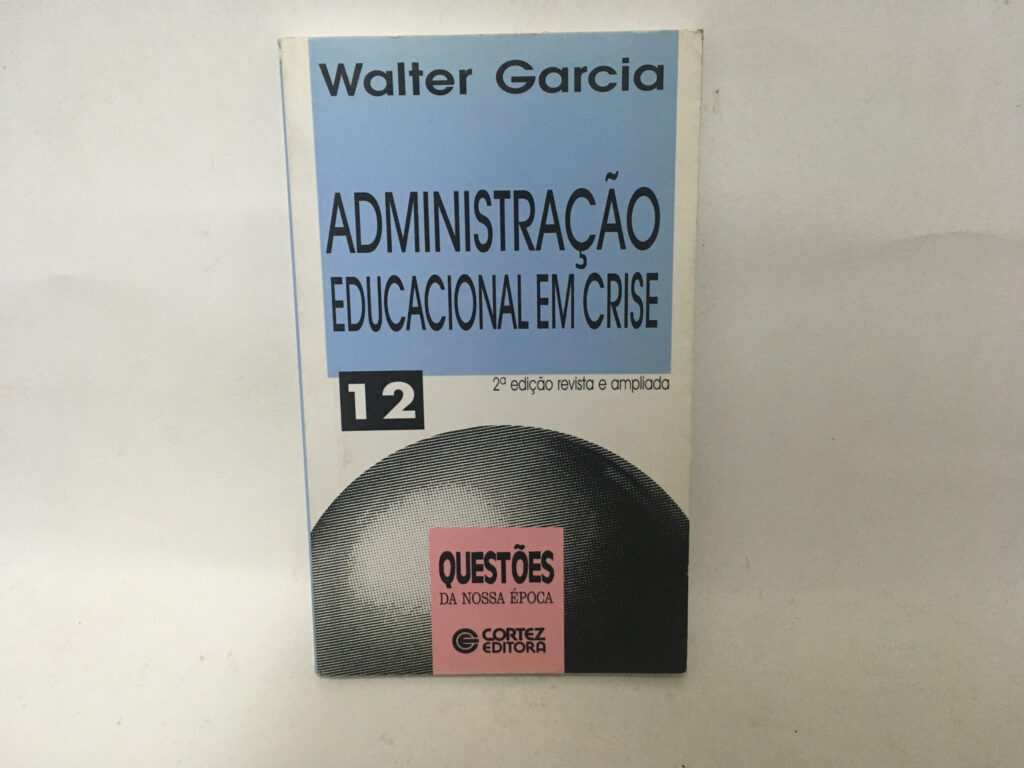 Walter Garcia
ADMINISTRAÇÃO
EDUCACIONAL EM CRISE
2ª edição revista e ampliada
12
QUESTÕES
DA NOSSA ÉPOCA
CORTEZ
EDITORA